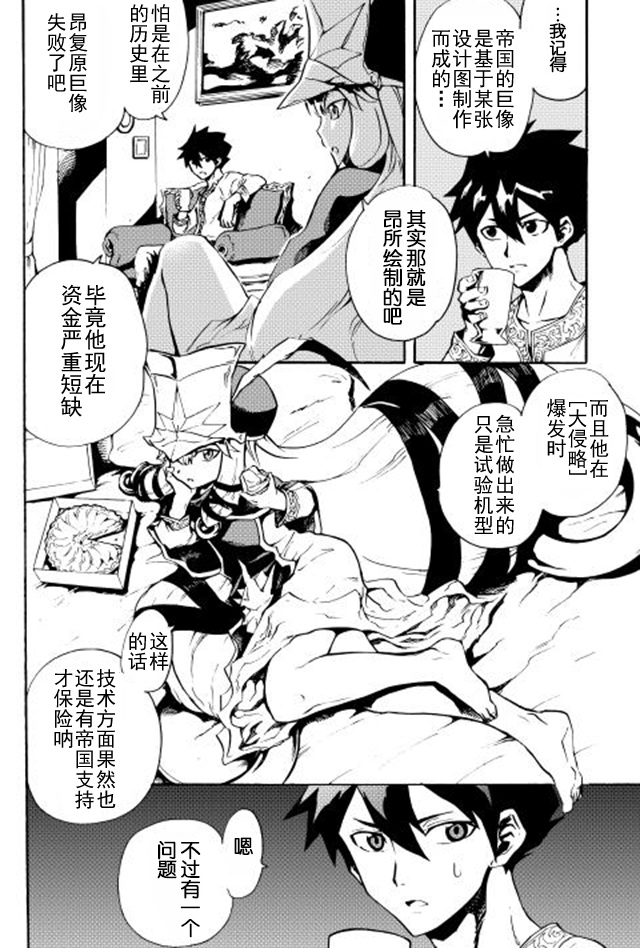 …我记得
帝国的巨像
是基于某张
设计图制作
而成的…
其实那就是
昂所绘制的吧
怕是在之前
的历史里
昂复原巨像
失败了吧
而且他在
[大侵略]
爆发时
急忙做出来的
只是试验机型
毕竟他现在
资金严重短缺
这样
的话
技术方面果然也
还是有帝国支持
才保险呐
嗯
不过有一个
问题